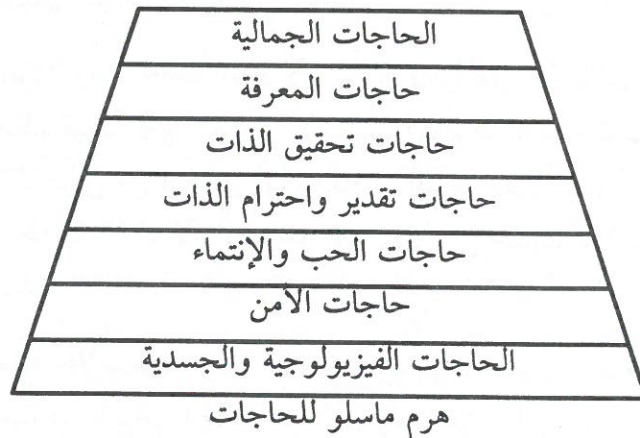 الحاجات الجمالية
حاجات المعرفة
حاجات تحقيق الذات
حاجات تقدير واحترام الذات
حاجات الحب والإنتماء
حاجات الأمن
الحاجات الفيزيولوجية والجسدية
هرم ماسلو للحاجات